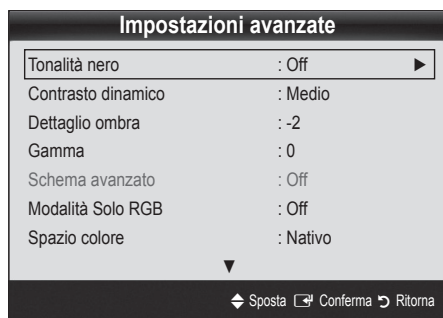 Impostazioni avanzate
Tonalità nero : Off ▶
Contrasto dinamico : Medio
Dettaglio ombra : -2
Gamma : 0
Schema avanzato : Off
Modalità Solo RGB : Off
Spazio colore : Nativo
▼
Sposta Conferma Ritorna